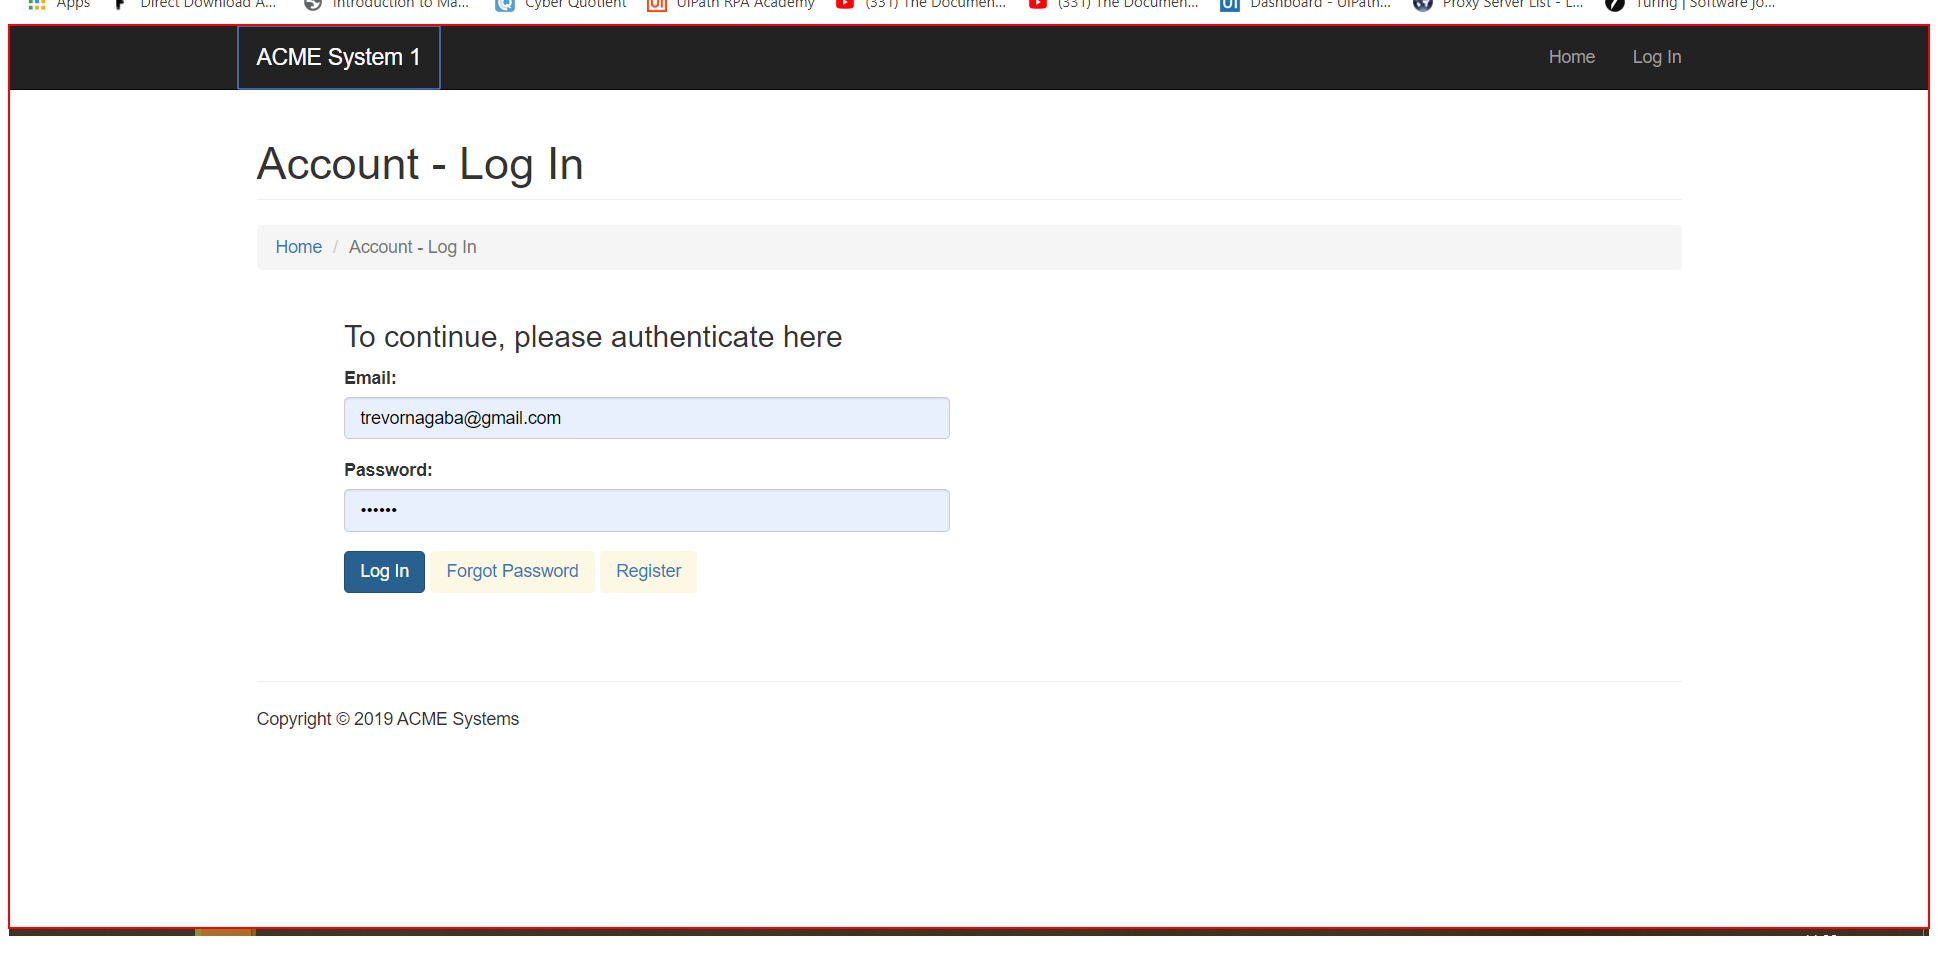 Apps Direct Download A... Introduction to Ma... Cyber Quotient UiPath RPA Academy (331) The Documen... (331) The Documen... Dashboard - UiPath... Proxy Server List - L... Turing | Software Jo...
ACME System 1 Home Log In
Account - Log In
Home / Account - Log In
To continue, please authenticate here
Email:
trevornagaba@gmail.com
Password:
••••••
Log In Forgot Password Register
Copyright © 2019 ACME Systems